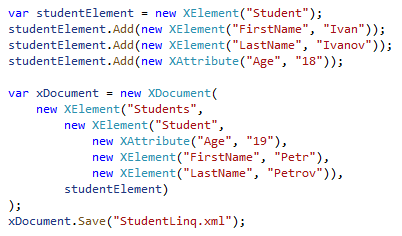 var studentElement = new XElement("Student");
studentElement.Add(new XElement("FirstName", "Ivan"));
studentElement.Add(new XElement("LastName", "Ivanov"));
studentElement.Add(new XAttribute("Age", "18"));

var xDocument = new XDocument(
    new XElement("Students",
        new XElement("Student",
            new XAttribute("Age", "19"),
            new XElement("FirstName", "Petr"),
            new XElement("LastName", "Petrov")),
        studentElement)
);
xDocument.Save("StudentLinq.xml");